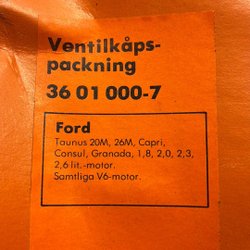 Ventilkåps-
packning
36 01 000-7
Ford
Taunus 20M, 26M, Capri,
Consul, Granada, 1,8, 2,0, 2,3,
2,6 lit.-motor.
Samtliga V6-motor.